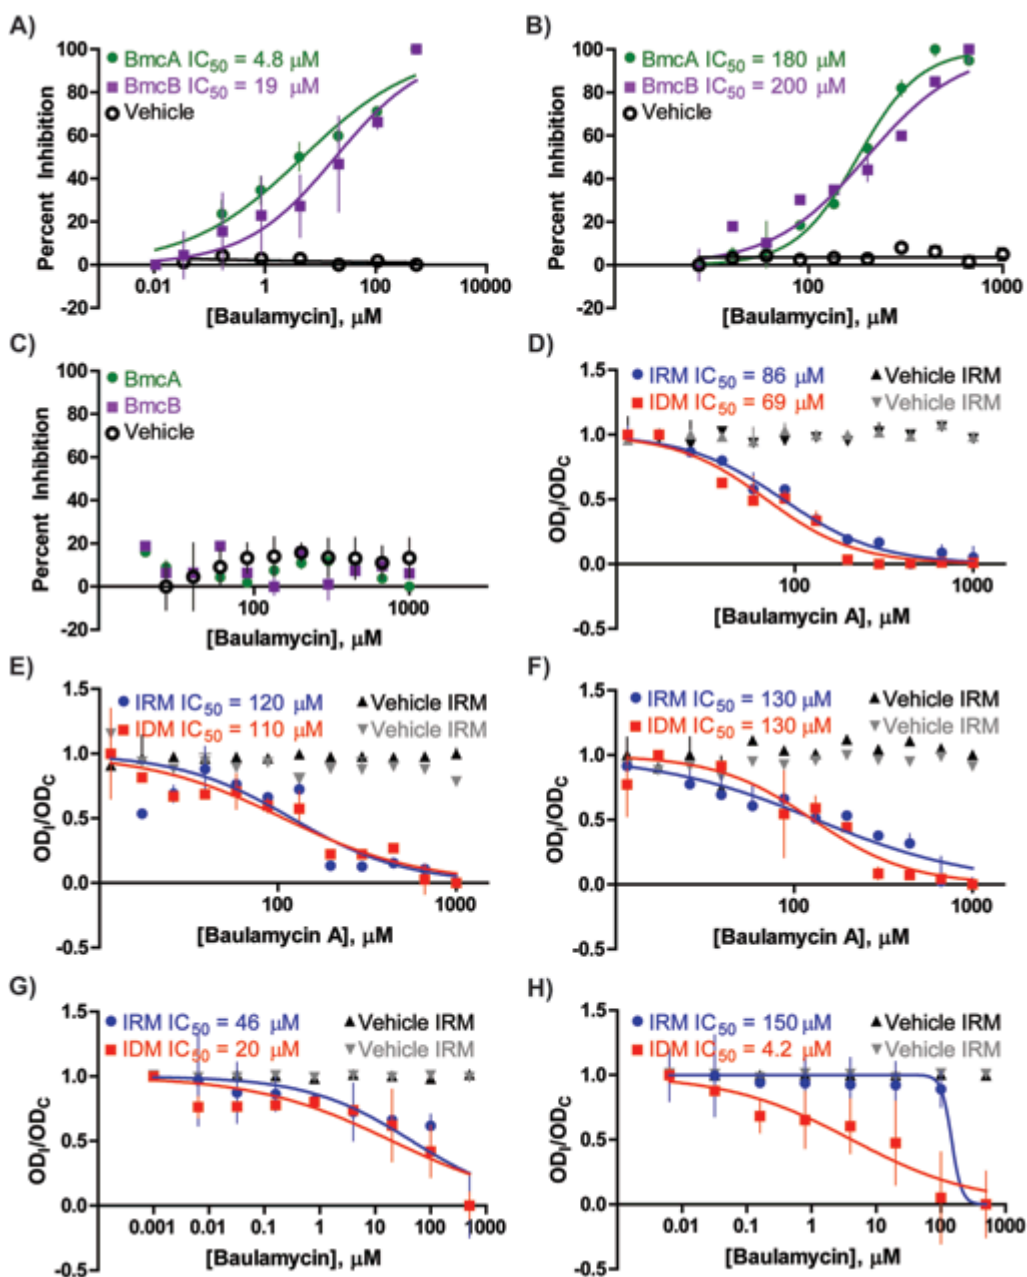 A)
100
80
60
40
20
0
-20
Percent Inhibition
BmcA IC50 = 4.8 μM
BmcB IC50 = 19 μM
Vehicle
0.01
1
100
10000
[Baulamycin], μM
B)
100
80
60
40
20
0
-20
Percent Inhibition
BmcA IC50 = 180 μM
BmcB IC50 = 200 μM
Vehicle
100
1000
[Baulamycin], μM
C)
100
80
60
40
20
0
-20
Percent Inhibition
BmcA
BmcB
Vehicle
100
1000
[Baulamycin], μM
D)
1.5
1.0
0.5
0.0
-0.5
ODI/ODC
IRM IC50 = 86 μM
IDM IC50 = 69 μM
Vehicle IRM
Vehicle IRM
100
1000
[Baulamycin A], μM
E)
1.5
1.0
0.5
0.0
-0.5
ODI/ODC
IRM IC50 = 120 μM
IDM IC50 = 110 μM
Vehicle IRM
Vehicle IRM
100
1000
[Baulamycin A], μM
F)
1.5
1.0
0.5
0.0
-0.5
ODI/ODC
IRM IC50 = 130 μM
IDM IC50 = 130 μM
Vehicle IRM
Vehicle IRM
100
1000
[Baulamycin A], μM
G)
1.5
1.0
0.5
0.0
ODI/ODC
IRM IC50 = 46 μM
IDM IC50 = 20 μM
Vehicle IRM
Vehicle IRM
0.001
0.01
0.1
1
10
100
1000
[Baulamycin], μM
H)
1.5
1.0
0.5
0.0
ODI/ODC
IRM IC50 = 150 μM
IDM IC50 = 4.2 μM
Vehicle IRM
Vehicle IRM
0.01
0.1
1
10
100
1000
[Baulamycin], μM